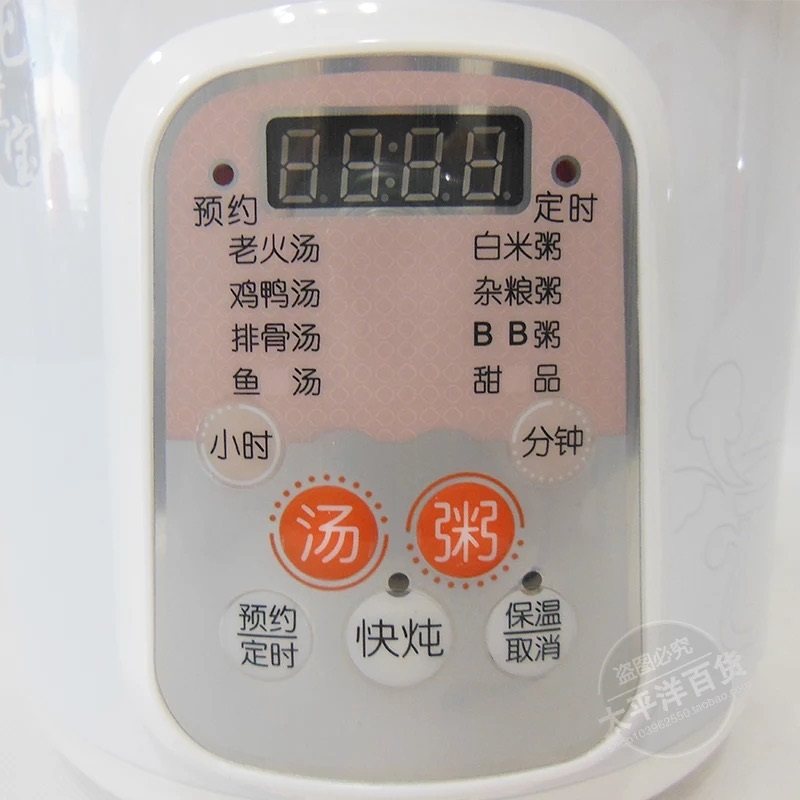 预约 定时
老火汤 白米粥
鸡鸭汤 杂粮粥
排骨汤 BB粥
鱼 汤 甜 品
小时 分钟
汤 粥
预约 快炖 保温
定时 取消
盗图必究
太平洋百货